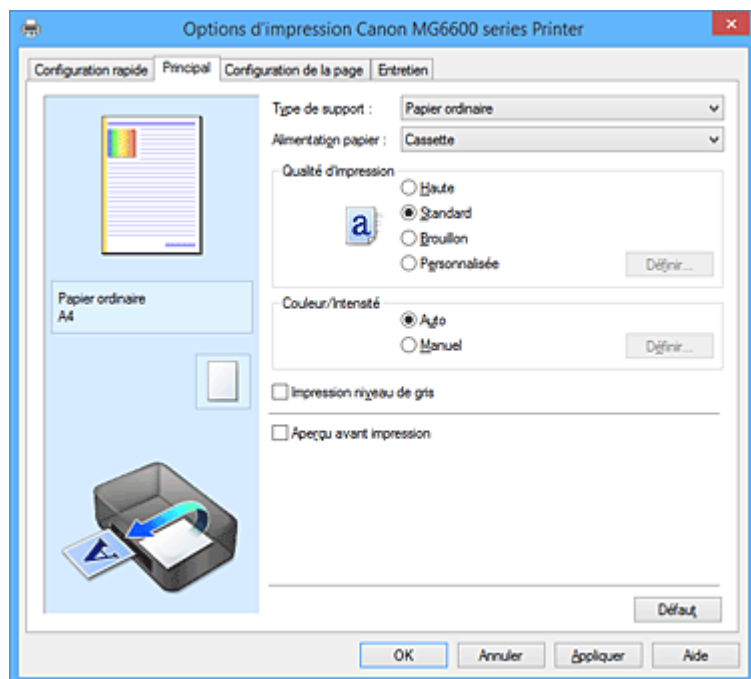 Options d'impression Canon MG6600 series Printer
Configuration rapide Principal Configuration de la page Entretien
Type de support : Papier ordinaire
Alimentation papier : Cassette
Qualité d'impression
Haute
a Standard
Brouillon
Personnalisée Définir...
Papier ordinaire
A4
Couleur/Intensité
Auto
Manuel Définir...
Impression niveau de gris
Aperçu avant impression
A
Défaut
OK Annuler Appliquer Aide